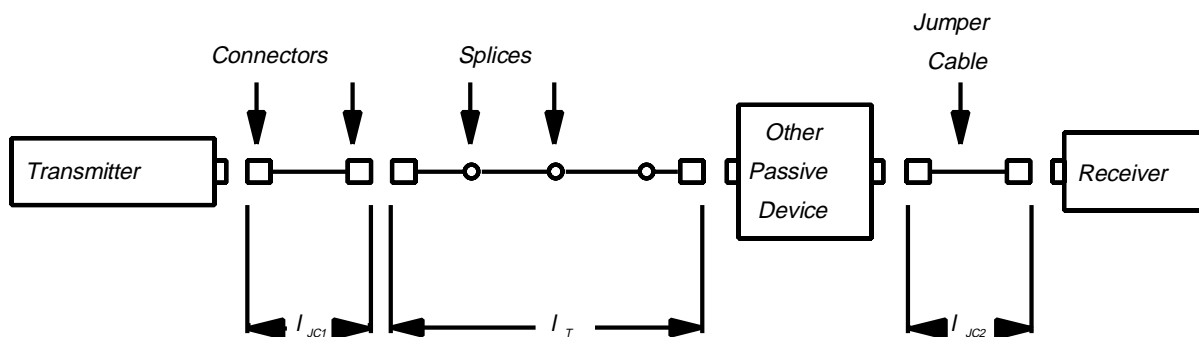 Connectors
Splices
Jumper
Cable
Transmitter
Other
Passive
Device
Receiver
l JC1
l T
l JC2